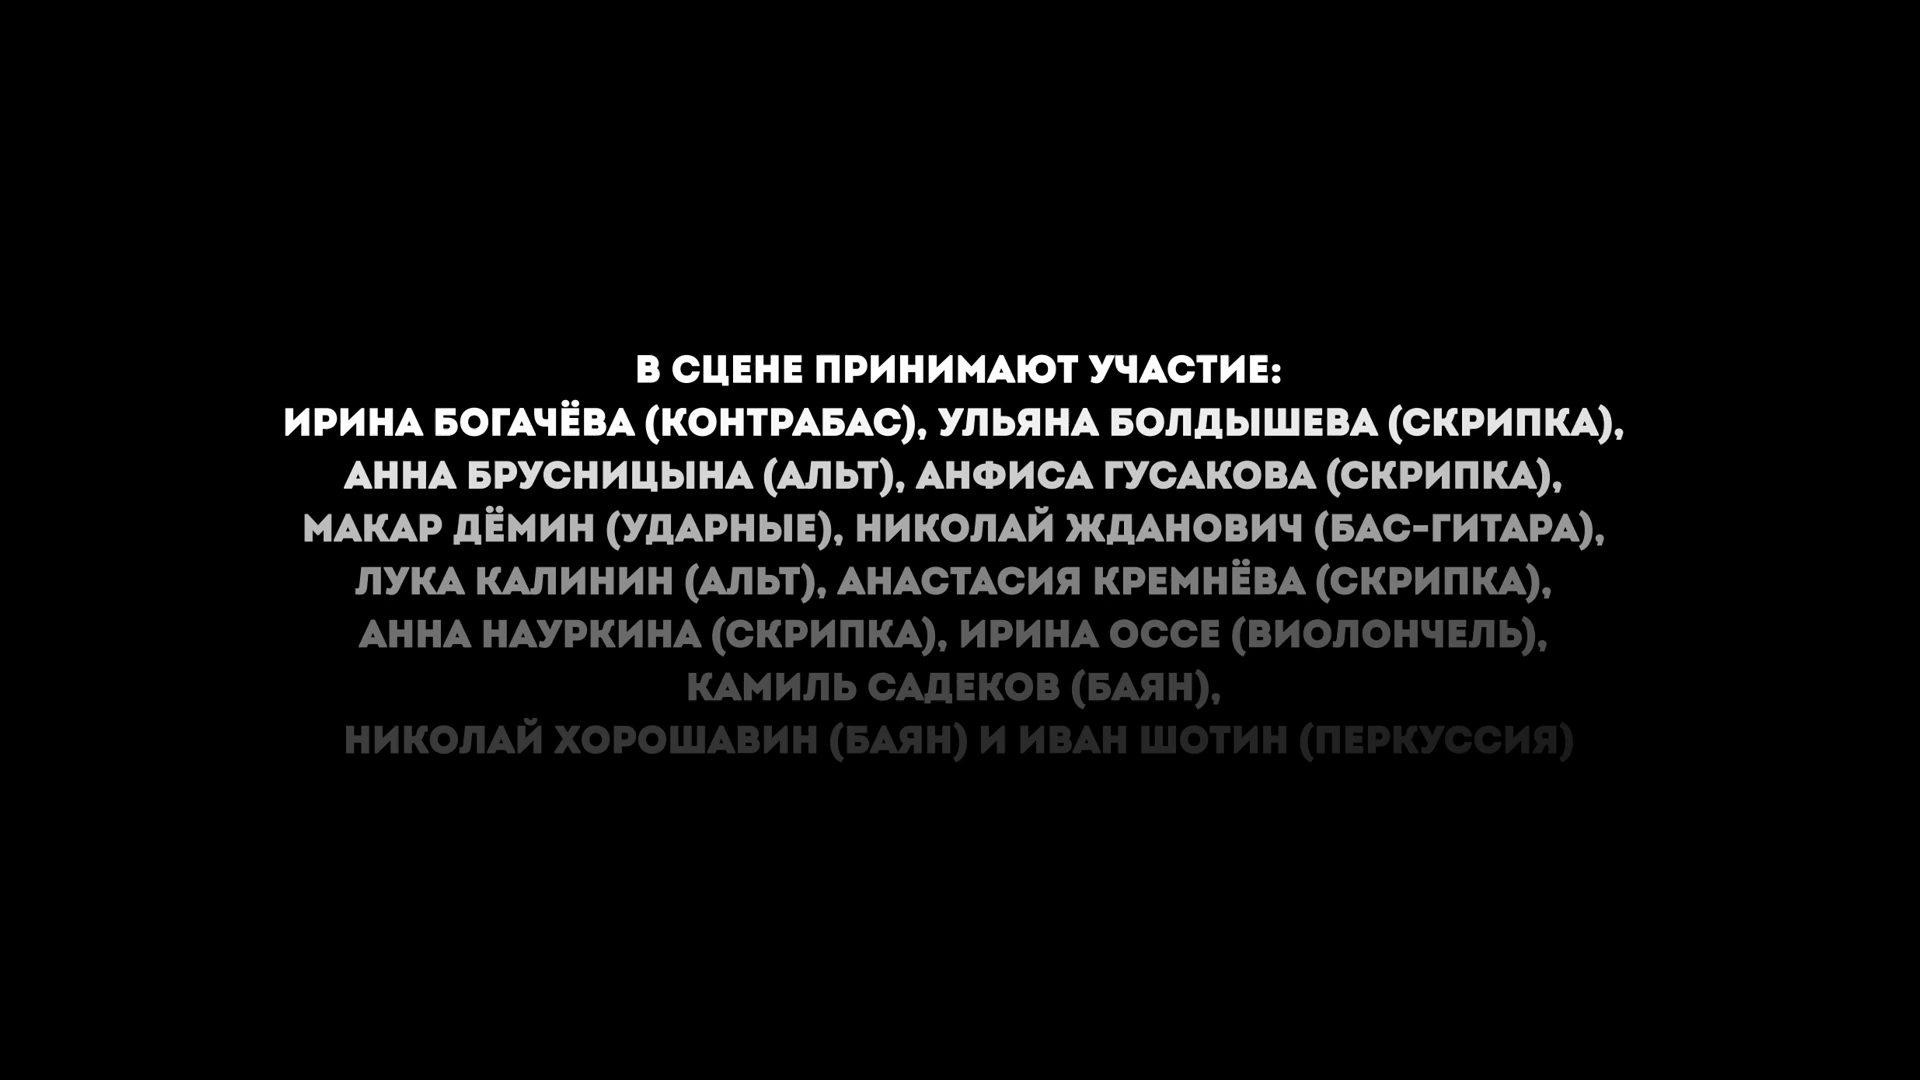 В СЦЕНЕ ПРИНИМАЮТ УЧАСТИЕ:
ИРИНА БОГАЧЁВА (КОНТРАБАС), УЛЬЯНА БОЛДЫШЕВА (СКРИПКА),
АННА БРУСНИЦЫНА (АЛЬТ), АНФИСА ГУСАКОВА (СКРИПКА),
МАКАР ДЁМИН (УДАРНЫЕ), НИКОЛАЙ ЖДАНОВИЧ (БАС-ГИТАРА),
ЛУКА КАЛИНИН (АЛЬТ), АНАСТАСИЯ КРЕМНЁВА (СКРИПКА),
АННА НАУРКИНА (СКРИПКА), ИРИНА ОССЕ (ВИОЛОНЧЕЛЬ),
КАМИЛЬ САДЕКОВ (БАЯН),
НИКОЛАЙ ХОРОШАВИН (БАЯН) И ИВАН ШОТИН (ПЕРКУССИЯ)